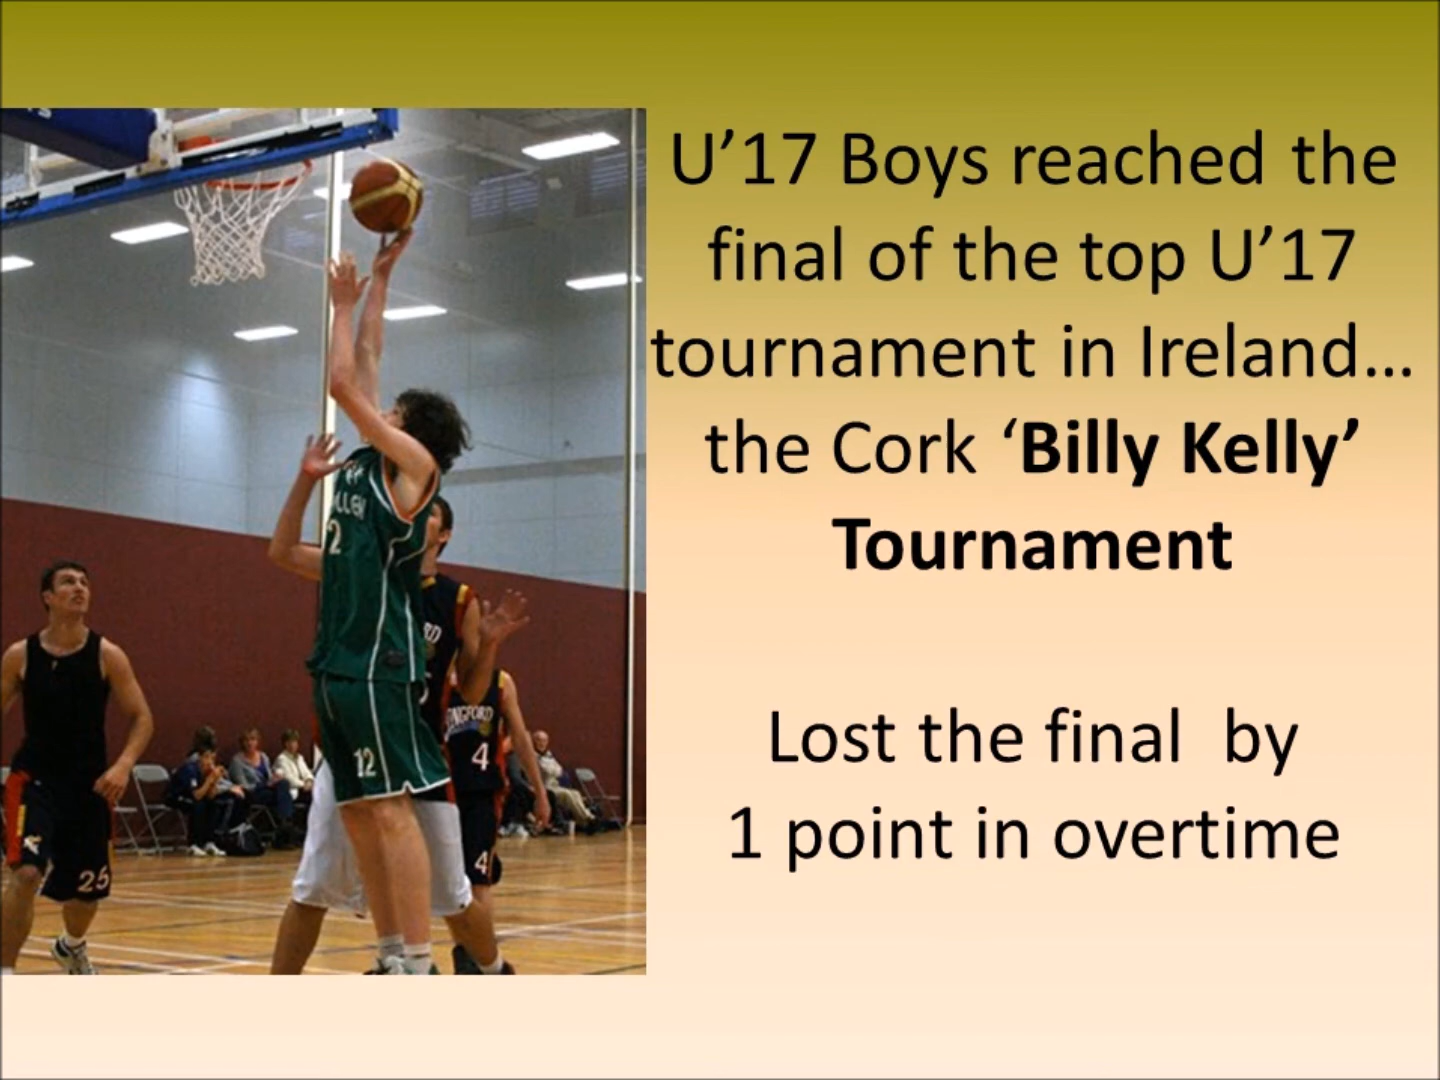 U’17 Boys reached the
final of the top U’17
tournament in Ireland...
the Cork ‘Billy Kelly’
Tournament
Lost the final by
1 point in overtime
12
4
4
25